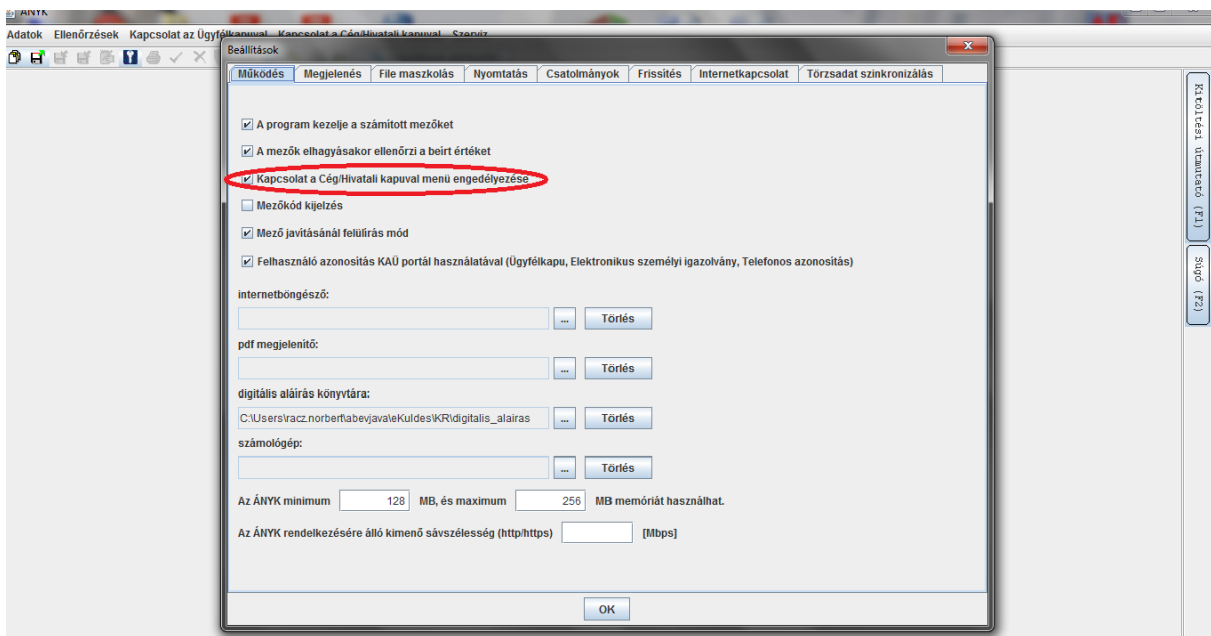 ÁNYK
Adatok Ellenőrzések Kapcsolat az Ügyfélkapuval Kapcsolat a Cég/Hivatali kapuval Szerviz
Beállítások
Működés Megjelenés File maszkolás Nyomtatás Csatolmányok Frissítés Internetkapcsolat Törzsadat szinkronizálás
A program kezelje a számított mezőket
A mezők elhagyásakor ellenőrzi a beírt értéket
Kapcsolat a Cég/Hivatali kapuval menü engedélyezése
Mezőkód kijelzés
Mező javításánál felülírás mód
Felhasználó azonosítás KAÜ portál használatával (Ügyfélkapu, Elektronikus személyi igazolvány, Telefonos azonosítás)
internetböngésző:
... Törlés
pdf megjelenítő:
... Törlés
digitális aláírás könyvtára:
C:\Users\racz.norbert\abevjava\eKuldes\KR\digitalis_alairas ... Törlés
számológép:
... Törlés
Az ÁNYK minimum 128 MB, és maximum 256 MB memóriát használhat.
Az ÁNYK rendelkezésére álló kimenő sávszélesség (http/https) [Mbps]
OK
Kitöltési útmutató (F1)
Súgó (F2)